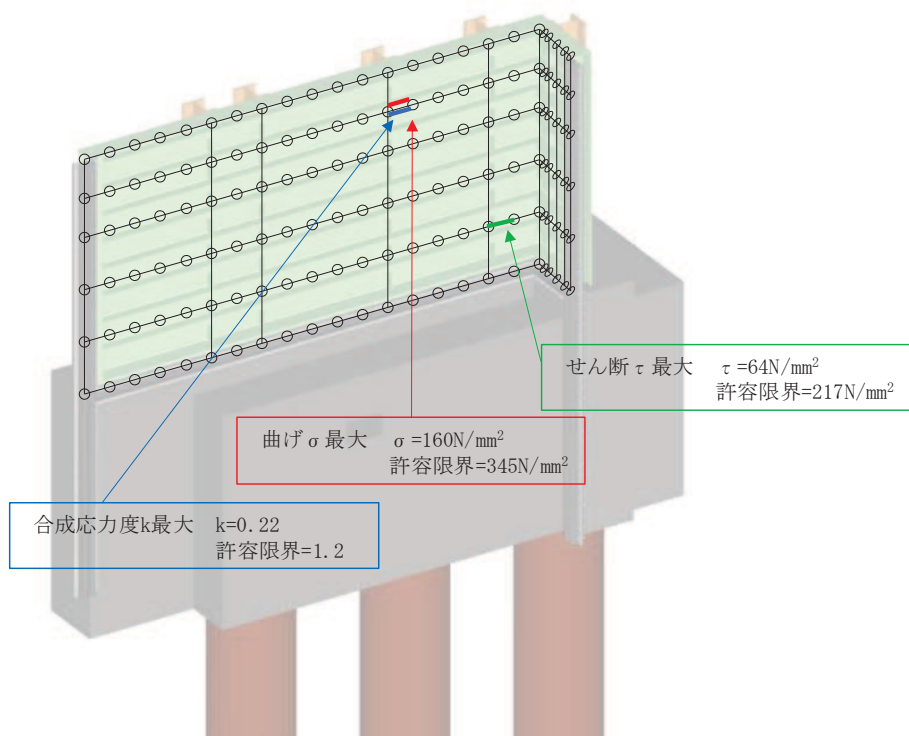 せん断τ最大 τ=64N/mm²
許容限界=217N/mm²
曲げσ最大 σ=160N/mm²
許容限界=345N/mm²
合成応力度k最大 k=0.22
許容限界=1.2